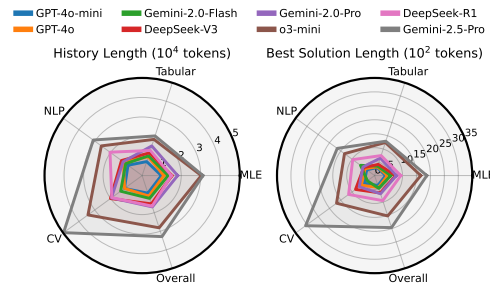 GPT-4o-mini Gemini-2.0-Flash Gemini-2.0-Pro DeepSeek-R1
GPT-4o DeepSeek-V3 o3-mini Gemini-2.5-Pro
History Length (10⁴ tokens) Best Solution Length (10² tokens)
Tabular Tabular
NLP NLP
2 3 4 5 10 15 20 25 30 35
MLE MLE
CV CV
Overall Overall